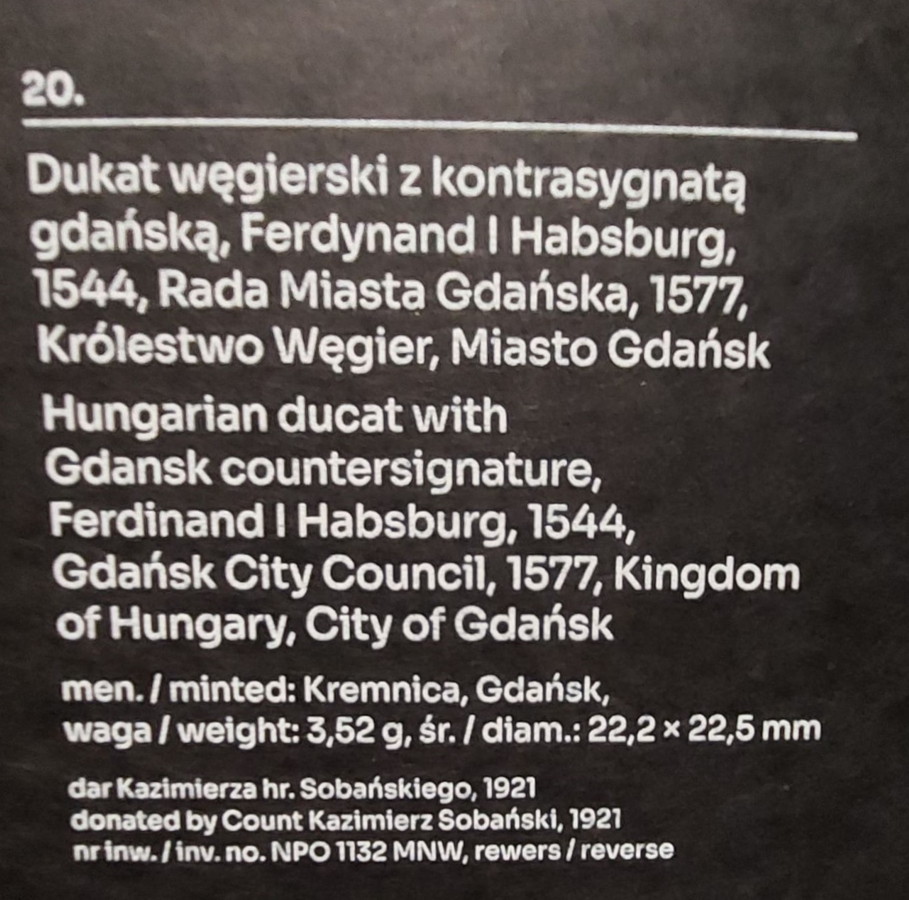 20.
Dukat węgierski z kontrasygnatą
gdańską, Ferdynand I Habsburg,
1544, Rada Miasta Gdańska, 1577,
Królestwo Węgier, Miasto Gdańsk
Hungarian ducat with
Gdansk countersignature,
Ferdinand I Habsburg, 1544,
Gdańsk City Council, 1577, Kingdom
of Hungary, City of Gdańsk
men. / minted: Kremnica, Gdańsk,
waga / weight: 3,52 g, śr. / diam.: 22,2 × 22,5 mm
dar Kazimierza hr. Sobańskiego, 1921
donated by Count Kazimierz Sobański, 1921
nr inw. / inv. no. NPO 1132 MNW, rewers / reverse